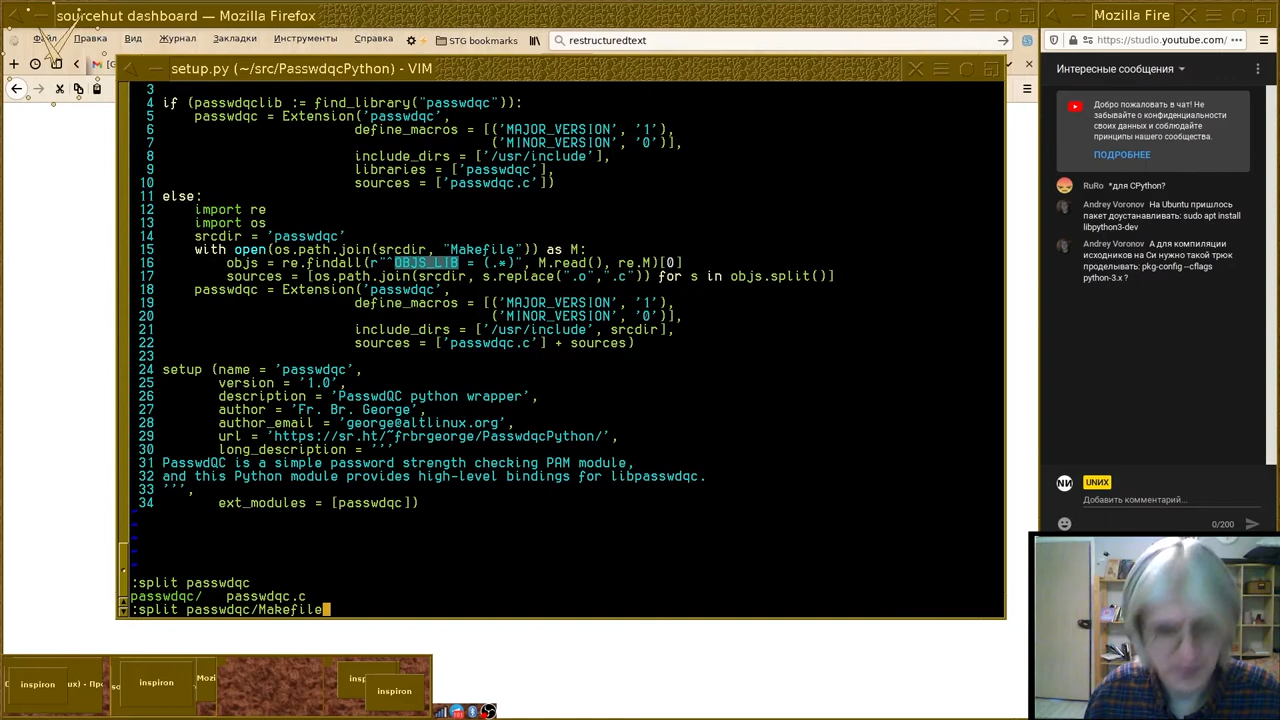 sourcehut dashboard — Mozilla Firefox
Файл Правка Вид Журнал Закладки Инструменты Справка STG bookmarks restructuredtext
setup.py (~/src/PasswdqcPython) - VIM
3
4 if (passwdqclib := find_library("passwdqc")):
5     passwdqc = Extension('passwdqc',
6                         define_macros = [('MAJOR_VERSION', '1'),
7                                          ('MINOR_VERSION', '0')],
8                         include_dirs = ['/usr/include'],
9                         libraries = ['passwdqc'],
10                         sources = ['passwdqc.c'])
11 else:
12     import re
13     import os
14     srcdir = 'passwdqc'
15     with open(os.path.join(srcdir, "Makefile")) as M:
16         objs = re.findall(r"^OBJS_LIB = (.*)", M.read(), re.M)[0]
17         sources = [os.path.join(srcdir, s.replace(".o",".c")) for s in objs.split()]
18     passwdqc = Extension('passwdqc',
19                         define_macros = [('MAJOR_VERSION', '1'),
20                                          ('MINOR_VERSION', '0')],
21                         include_dirs = ['/usr/include', srcdir],
22                         sources = ['passwdqc.c'] + sources)
23
24 setup (name = 'passwdqc',
25        version = '1.0',
26        description = 'PasswdQC python wrapper',
27        author = 'Fr. Br. George',
28        author_email = 'george@altlinux.org',
29        url = 'https://sr.ht/~frbrgeorge/PasswdqcPython/',
30        long_description = '''
31 PasswdQC is a simple password strength checking PAM module,
32 and this Python module provides high-level bindings for libpasswdqc.
33 ''',
34        ext_modules = [passwdqc])
:split passwdqc
passwdqc/   passwdqc.c
:split passwdqc/Makefile
Mozilla Fire
https://studio.youtube.com/
Интересные сообщения
Добро пожаловать в чат! Не
забывайте о конфиденциальности
своих данных и соблюдайте
принципы нашего сообщества.
ПОДРОБНЕЕ
RuRo *для CPython?
Andrey Voronov На Ubuntu пришлось
пакет доустанавливать: sudo apt install
libpython3-dev
Andrey Voronov А для компиляции
исходников на Си нужно такой трюк
проделывать: pkg-config --cflags
python-3.x ?
NИ UNИX
Добавить комментарий...
0/200
inspiron
inspiron
Mozi
insp
inspiron